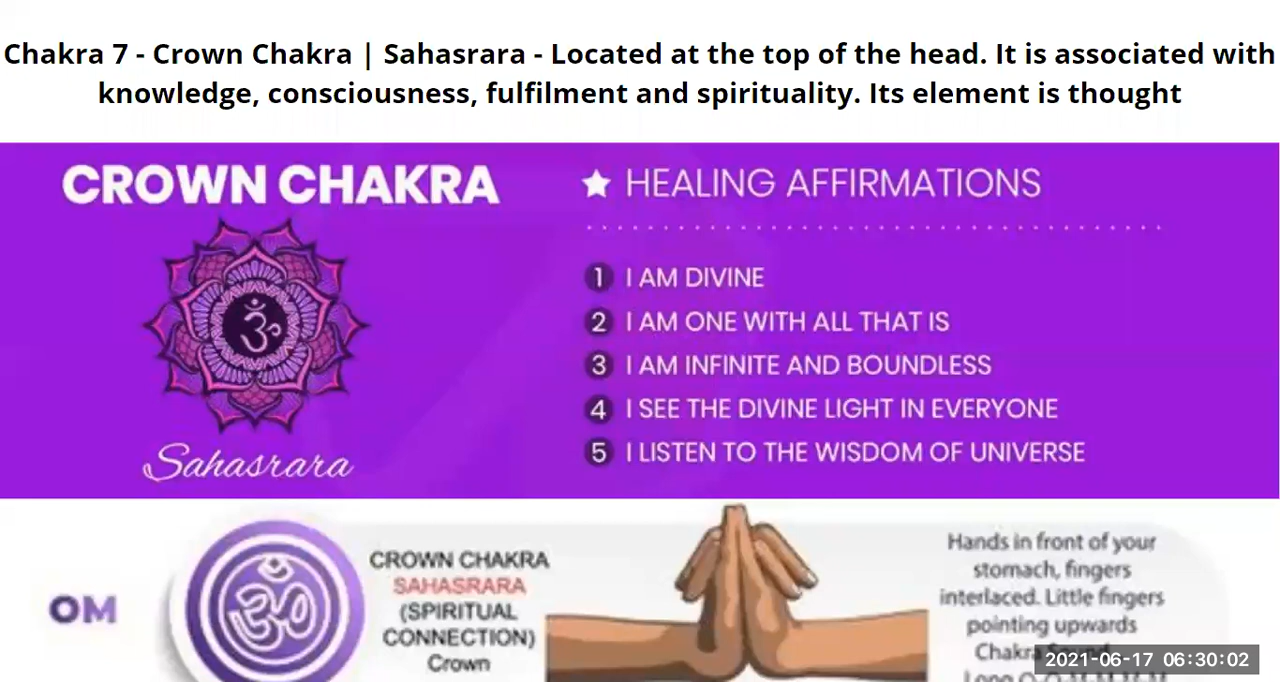 Chakra 7 - Crown Chakra | Sahasrara - Located at the top of the head. It is associated with
knowledge, consciousness, fulfilment and spirituality. Its element is thought
CROWN CHAKRA
ॐ
Sahasrara
★ HEALING AFFIRMATIONS
1 I AM DIVINE
2 I AM ONE WITH ALL THAT IS
3 I AM INFINITE AND BOUNDLESS
4 I SEE THE DIVINE LIGHT IN EVERYONE
5 I LISTEN TO THE WISDOM OF UNIVERSE
OM
ॐ
CROWN CHAKRA
SAHASRARA
(SPIRITUAL
CONNECTION)
Crown
Hands in front of your
stomach, fingers
interlaced. Little fingers
pointing upwards
Chakra
Long
2021-06-17 06:30:02